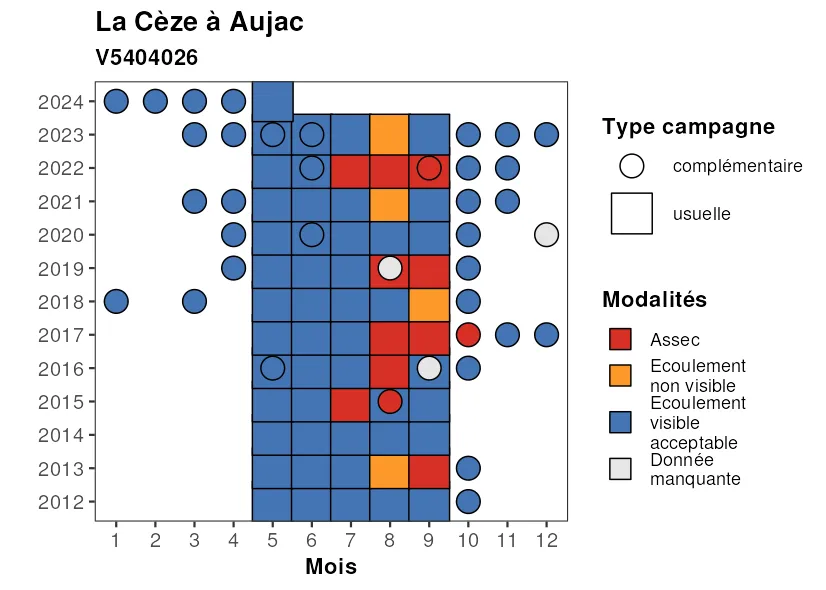 La Cèze à Aujac
V5404026
2024
2023
2022
2021
2020
2019
2018
2017
2016
2015
2014
2013
2012
1 2 3 4 5 6 7 8 9 10 11 12
Mois
Type campagne
complémentaire
usuelle
Modalités
Assec
Ecoulement
non visible
Ecoulement
visible
acceptable
Donnée
manquante